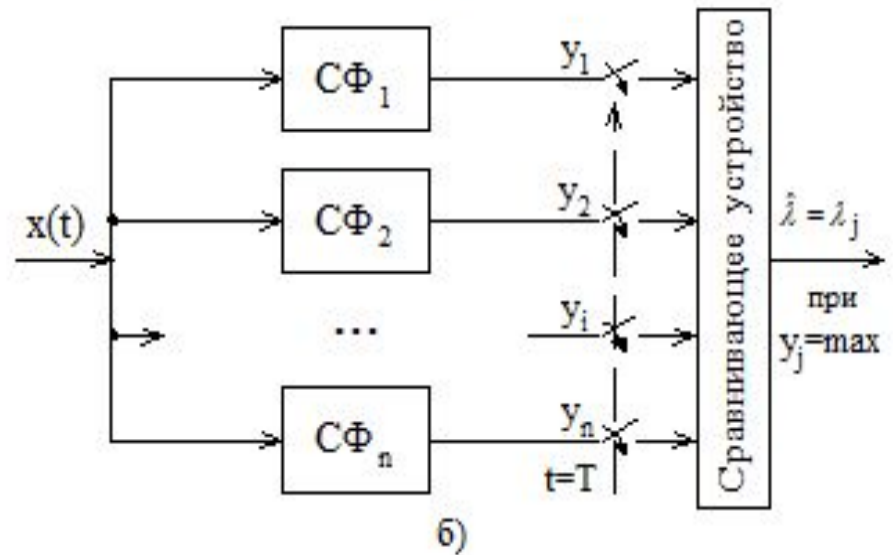 x(t)
СФ1
y1
СФ2
y2
...
yi
СФn
yn
t=T
Сравнивающее устройство
λ̂ = λj
при
yj=max
б)